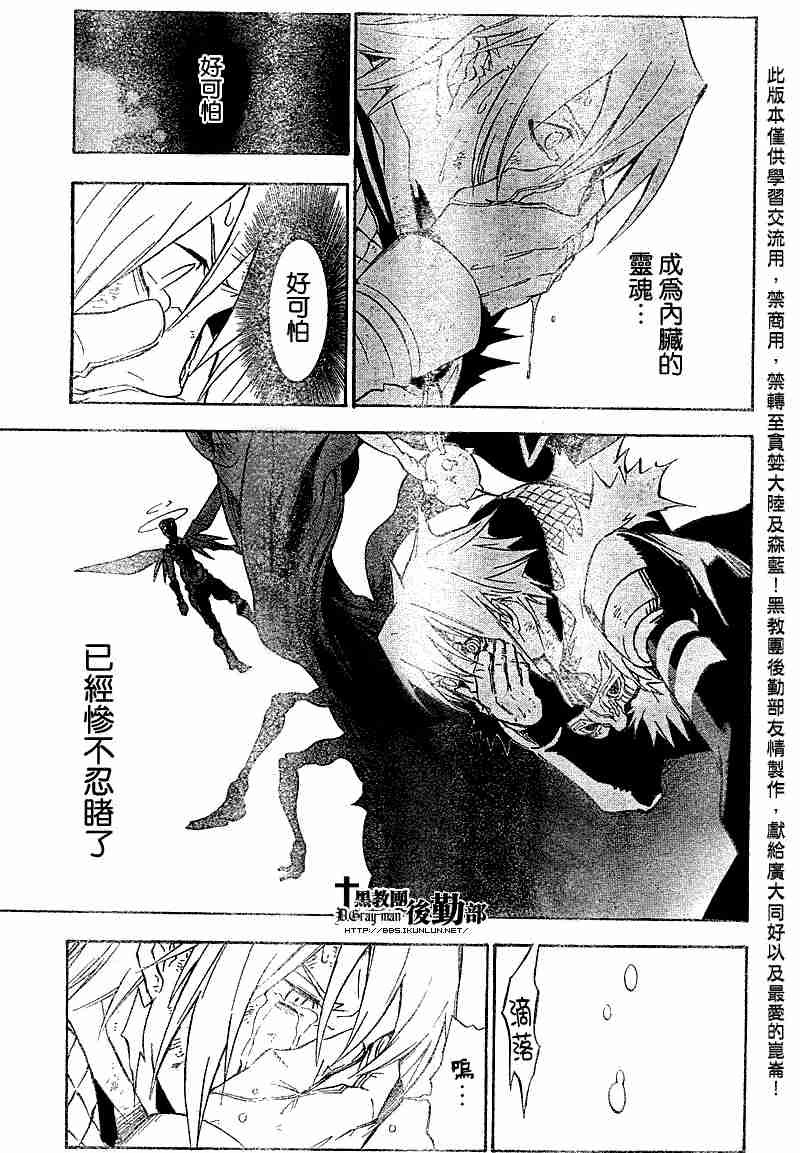 成為內臟的
靈魂…
好可怕
好可怕
已經慘不忍睹了
滴落
嗚…
黑教團
D.Gray-man
後勤部
HTTP://BBS.IKUNLUN.NET/
此版本僅供學習交流用，禁商用，禁轉至貪婪大陸及森藍！黑教團後勤部友情製作，獻給廣大同好以及最愛的崑崙！